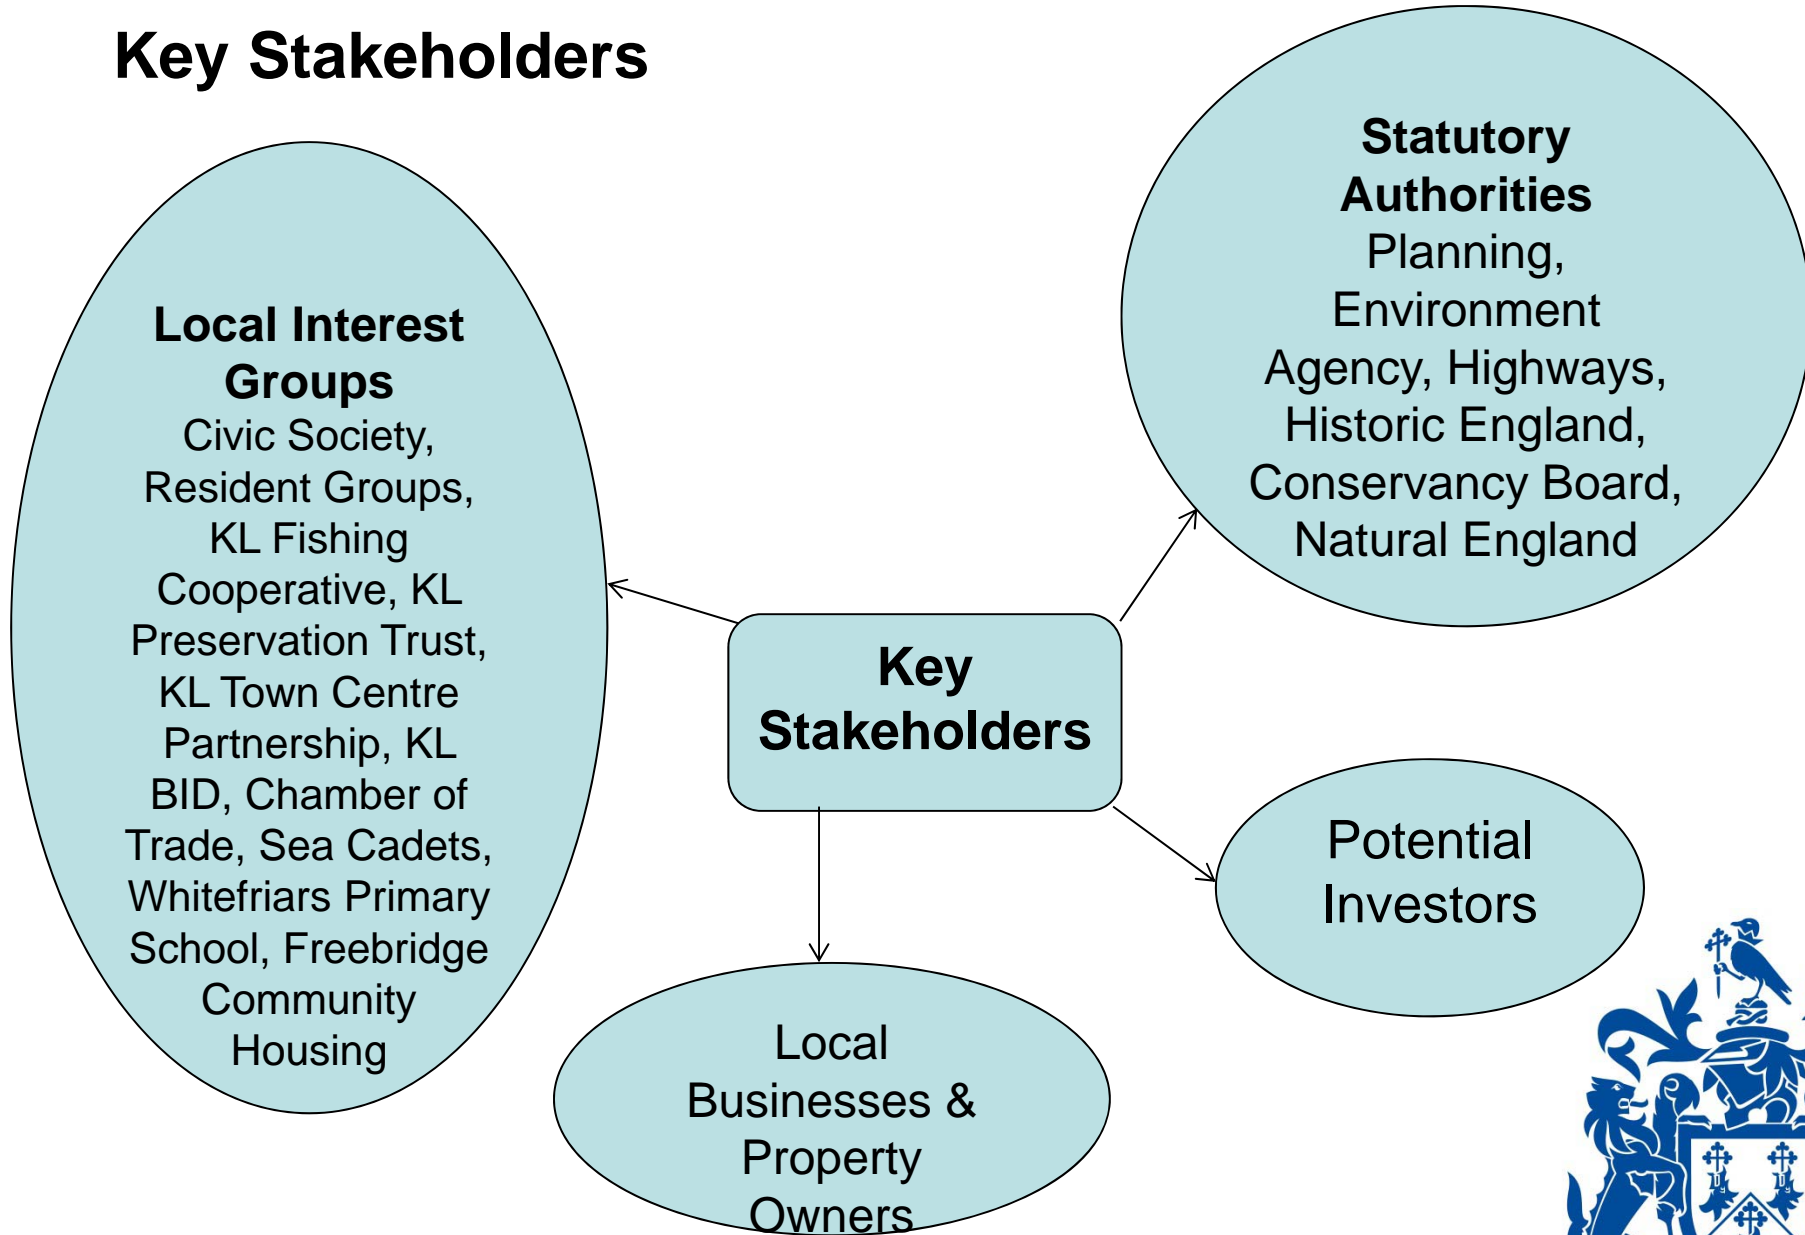 Key Stakeholders
Local Interest
Groups
Civic Society,
Resident Groups,
KL Fishing
Cooperative, KL
Preservation Trust,
KL Town Centre
Partnership, KL
BID, Chamber of
Trade, Sea Cadets,
Whitefriars Primary
School, Freebridge
Community
Housing
Statutory
Authorities
Planning,
Environment
Agency, Highways,
Historic England,
Conservancy Board,
Natural England
Key
Stakeholders
Potential
Investors
Local
Businesses &
Property
Owners